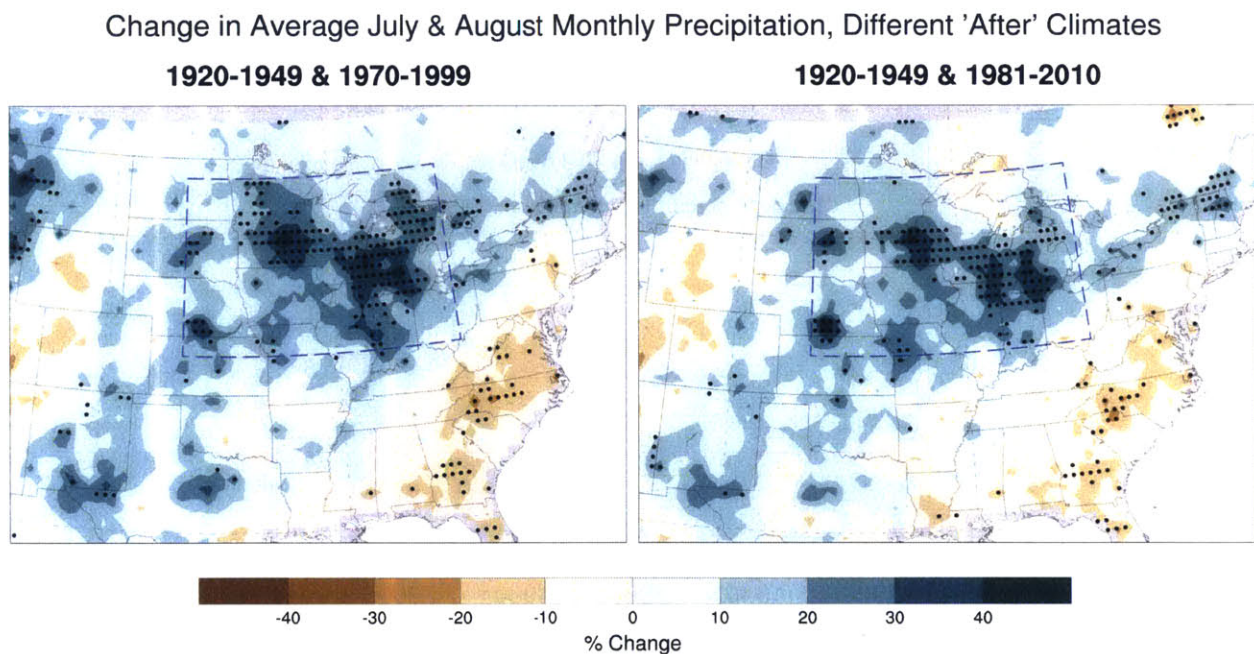 Change in Average July & August Monthly Precipitation, Different 'After' Climates
1920-1949 & 1970-1999
1920-1949 & 1981-2010
-40 -30 -20 -10 0 10 20 30 40
% Change